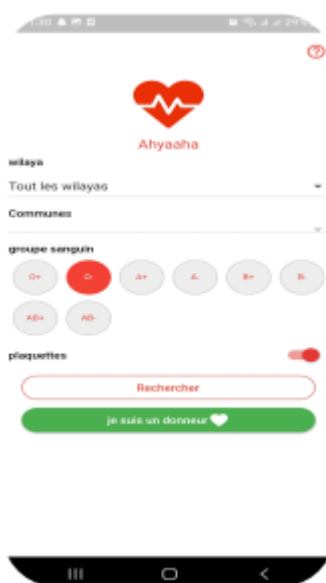 Ahyaaha
wilaya
Tout les wilayas
Communes
groupe sanguin
O+ O- A+ A- B+ B-
AB+ AB-
plaquettes
Rechercher
je suis un donneur